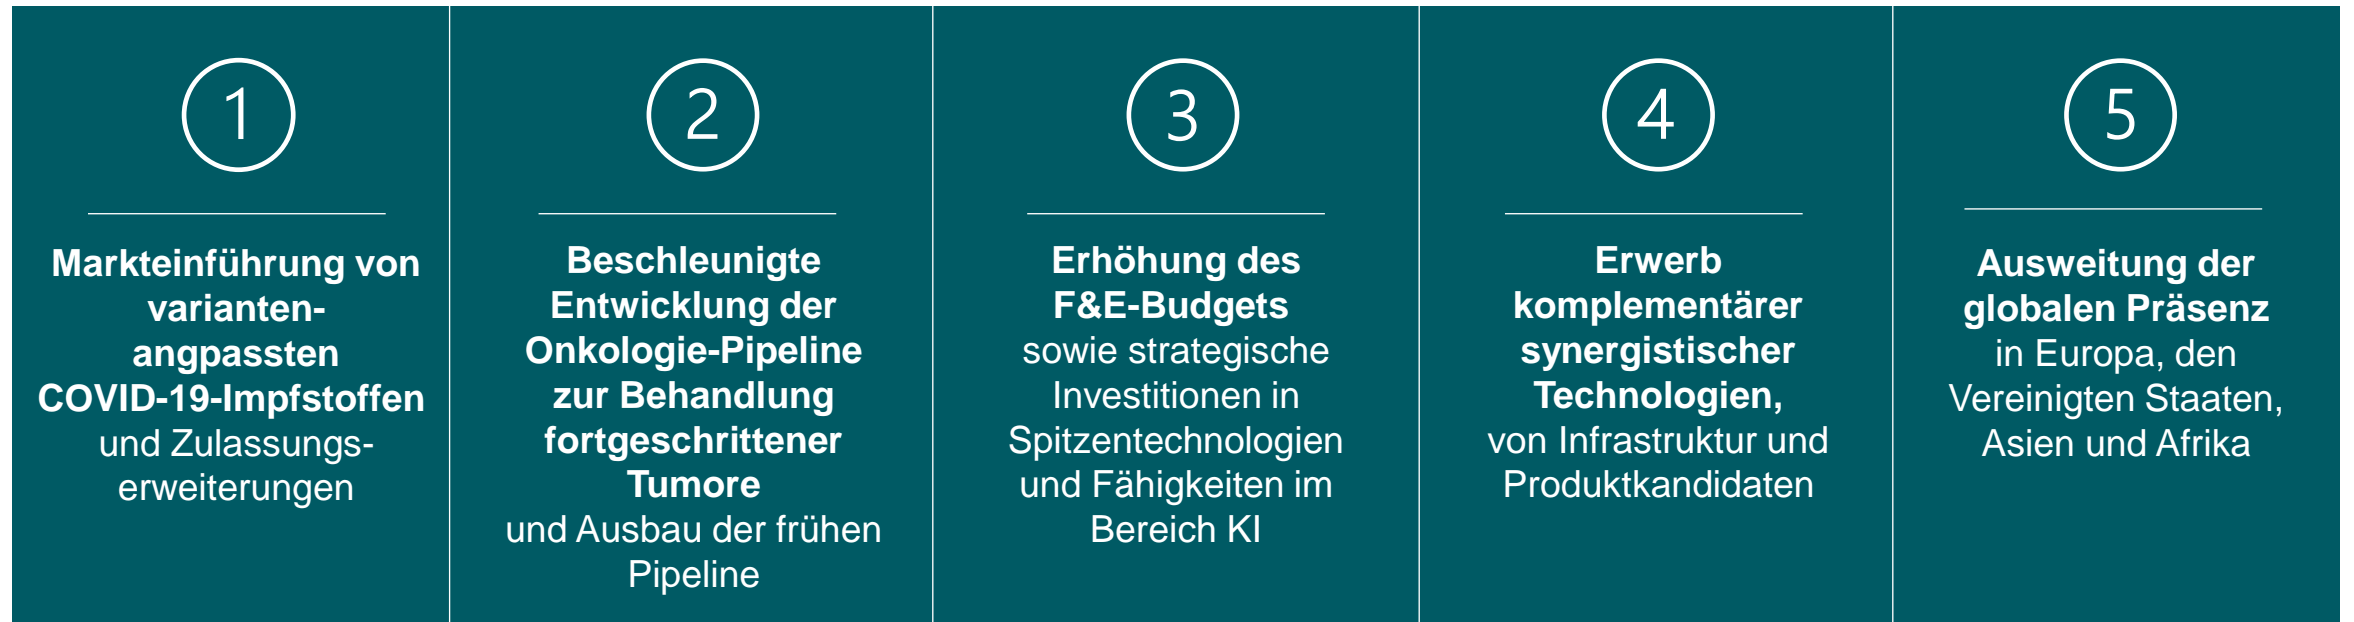 1
Markteinführung von
varianten-
angpassten
COVID-19-Impfstoffen
und Zulassungs-
erweiterungen
2
Beschleunigte
Entwicklung der
Onkologie-Pipeline
zur Behandlung
fortgeschrittener
Tumore
und Ausbau der frühen
Pipeline
3
Erhöhung des
F&E-Budgets
sowie strategische
Investitionen in
Spitzentechnologien
und Fähigkeiten im
Bereich KI
4
Erwerb
komplementärer
synergistischer
Technologien,
von Infrastruktur und
Produktkandidaten
5
Ausweitung der
globalen Präsenz
in Europa, den
Vereinigten Staaten,
Asien und Afrika